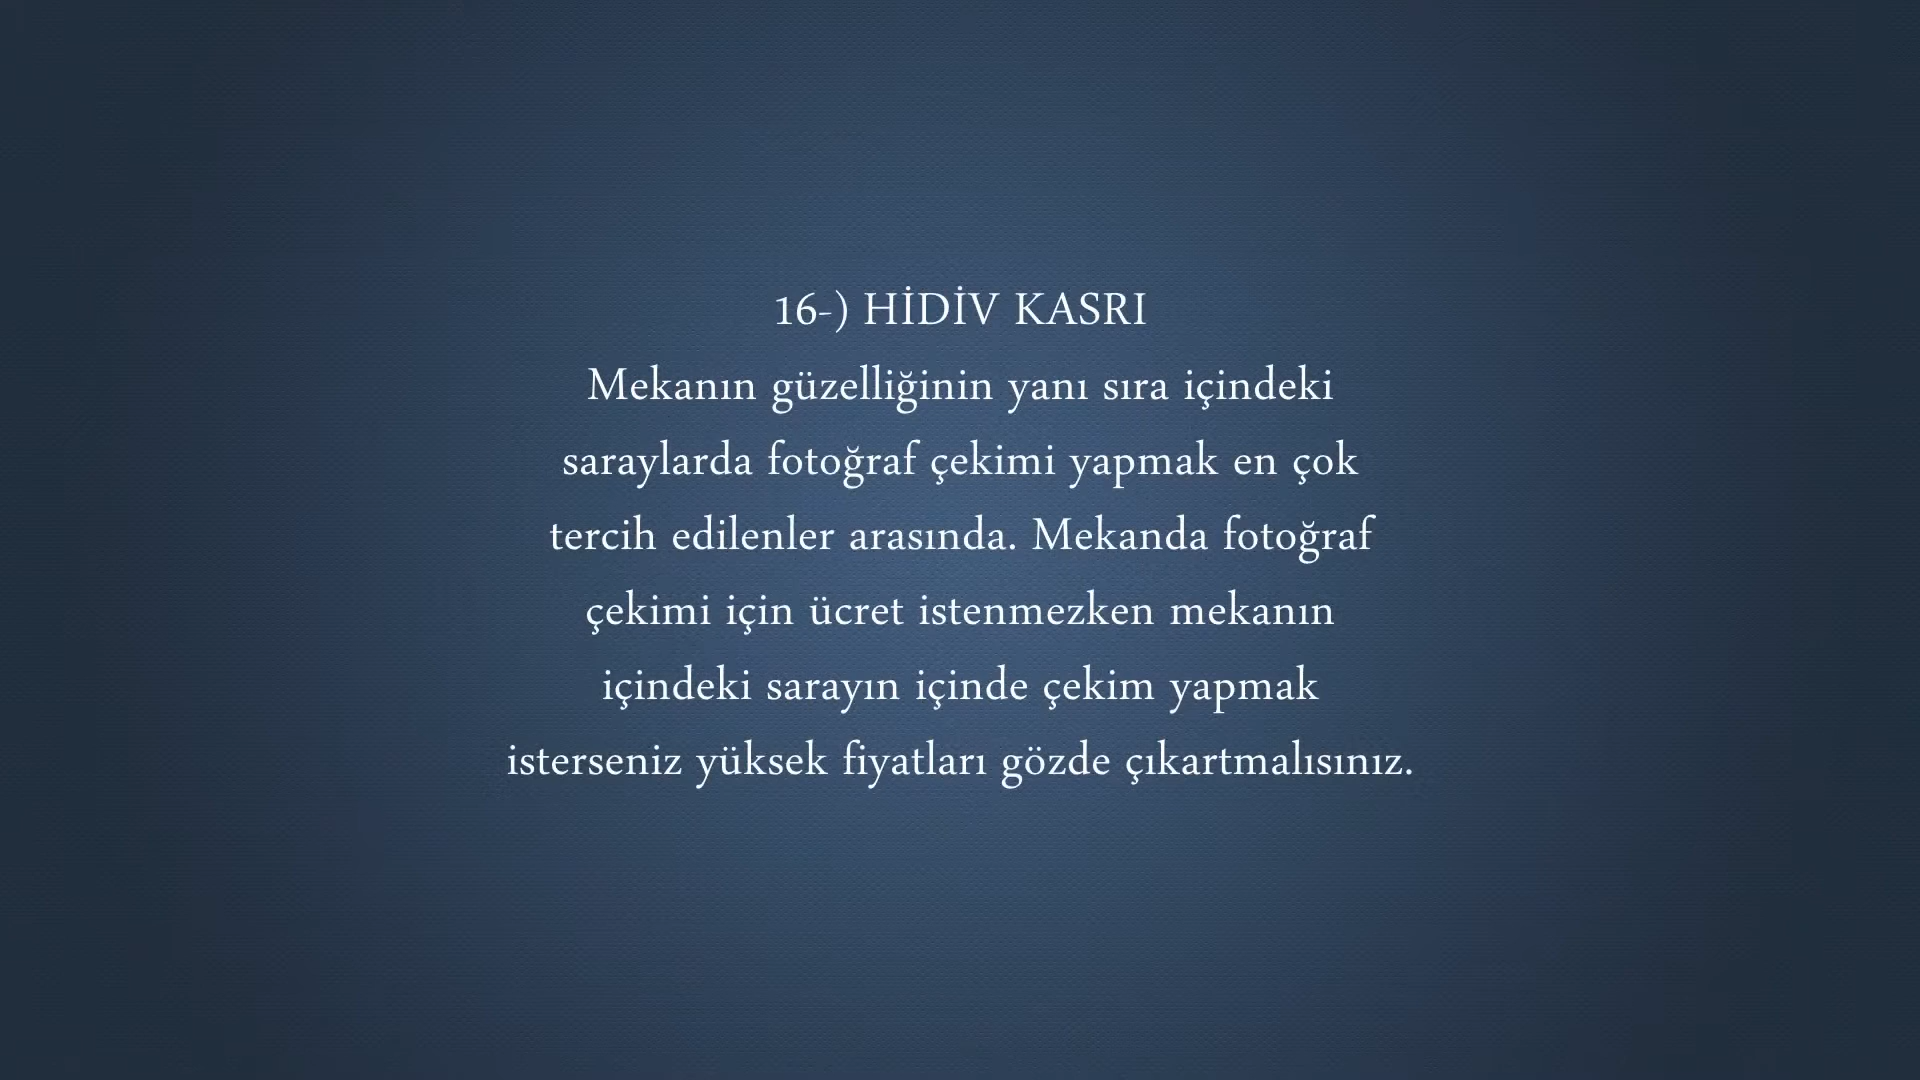 16-) HİDİV KASRI
Mekanın güzelliğinin yanı sıra içindeki
saraylarda fotoğraf çekimi yapmak en çok
tercih edilenler arasında. Mekanda fotoğraf
çekimi için ücret istenmezken mekanın
içindeki sarayın içinde çekim yapmak
isterseniz yüksek fiyatları gözde çıkartmalısınız.